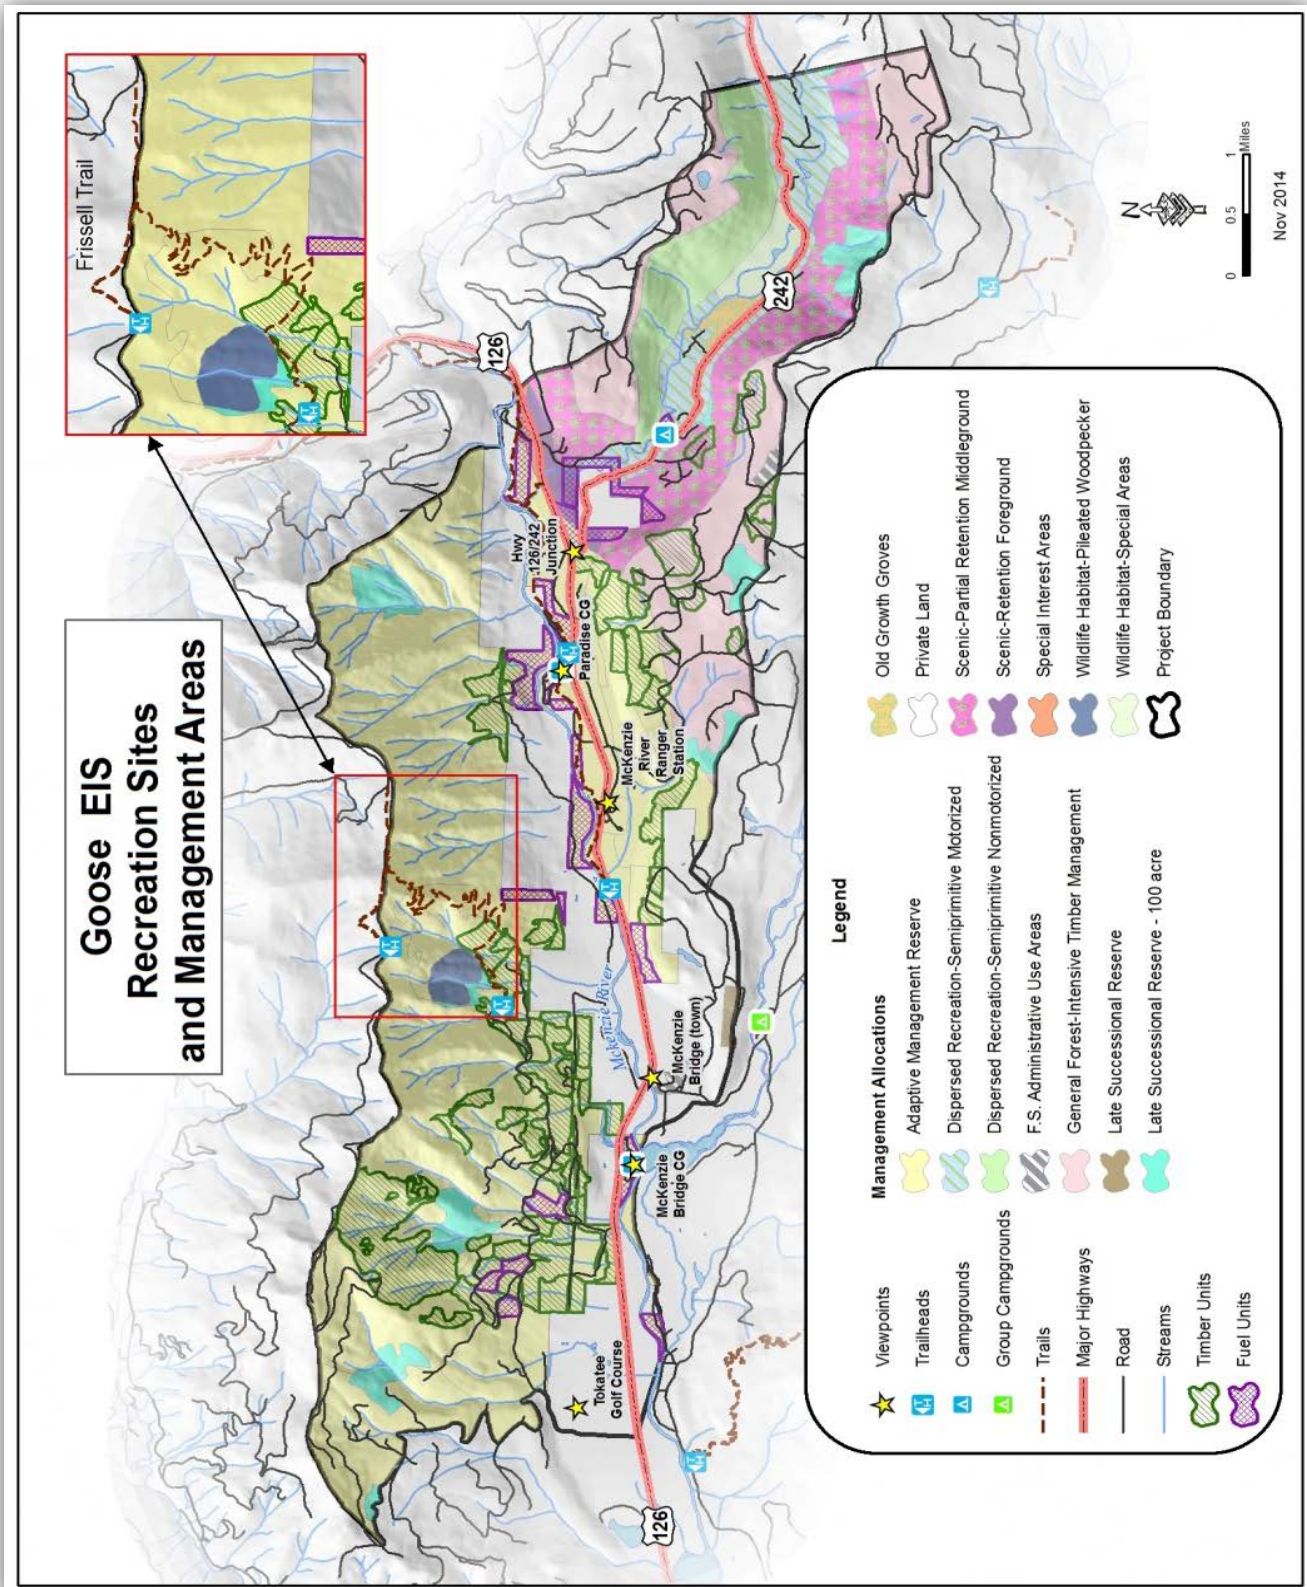 Goose EIS
Recreation Sites
and Management Areas
Frissell Trail
126
Hwy
126/242
Junction
242
Paradise CG
McKenzie
River
Ranger
Station
McKenzie River
McKenzie
Bridge (town)
McKenzie
Bridge CG
Tokatee
Golf Course
126
N
0 0.5 1
Miles
Nov 2014
Legend
Viewpoints
TH Trailheads
Campgrounds
Group Campgrounds
Trails
Major Highways
Road
Streams
Timber Units
Fuel Units
Management Allocations
Adaptive Management Reserve
Dispersed Recreation-Semiprimitive Motorized
Dispersed Recreation-Semiprimitive Nonmotorized
F.S. Administrative Use Areas
General Forest-Intensive Timber Management
Late Successional Reserve
Late Successional Reserve - 100 acre
Old Growth Groves
Private Land
Scenic-Partial Retention Middleground
Scenic-Retention Foreground
Special Interest Areas
Wildlife Habitat-Pileated Woodpecker
Wildlife Habitat-Special Areas
Project Boundary